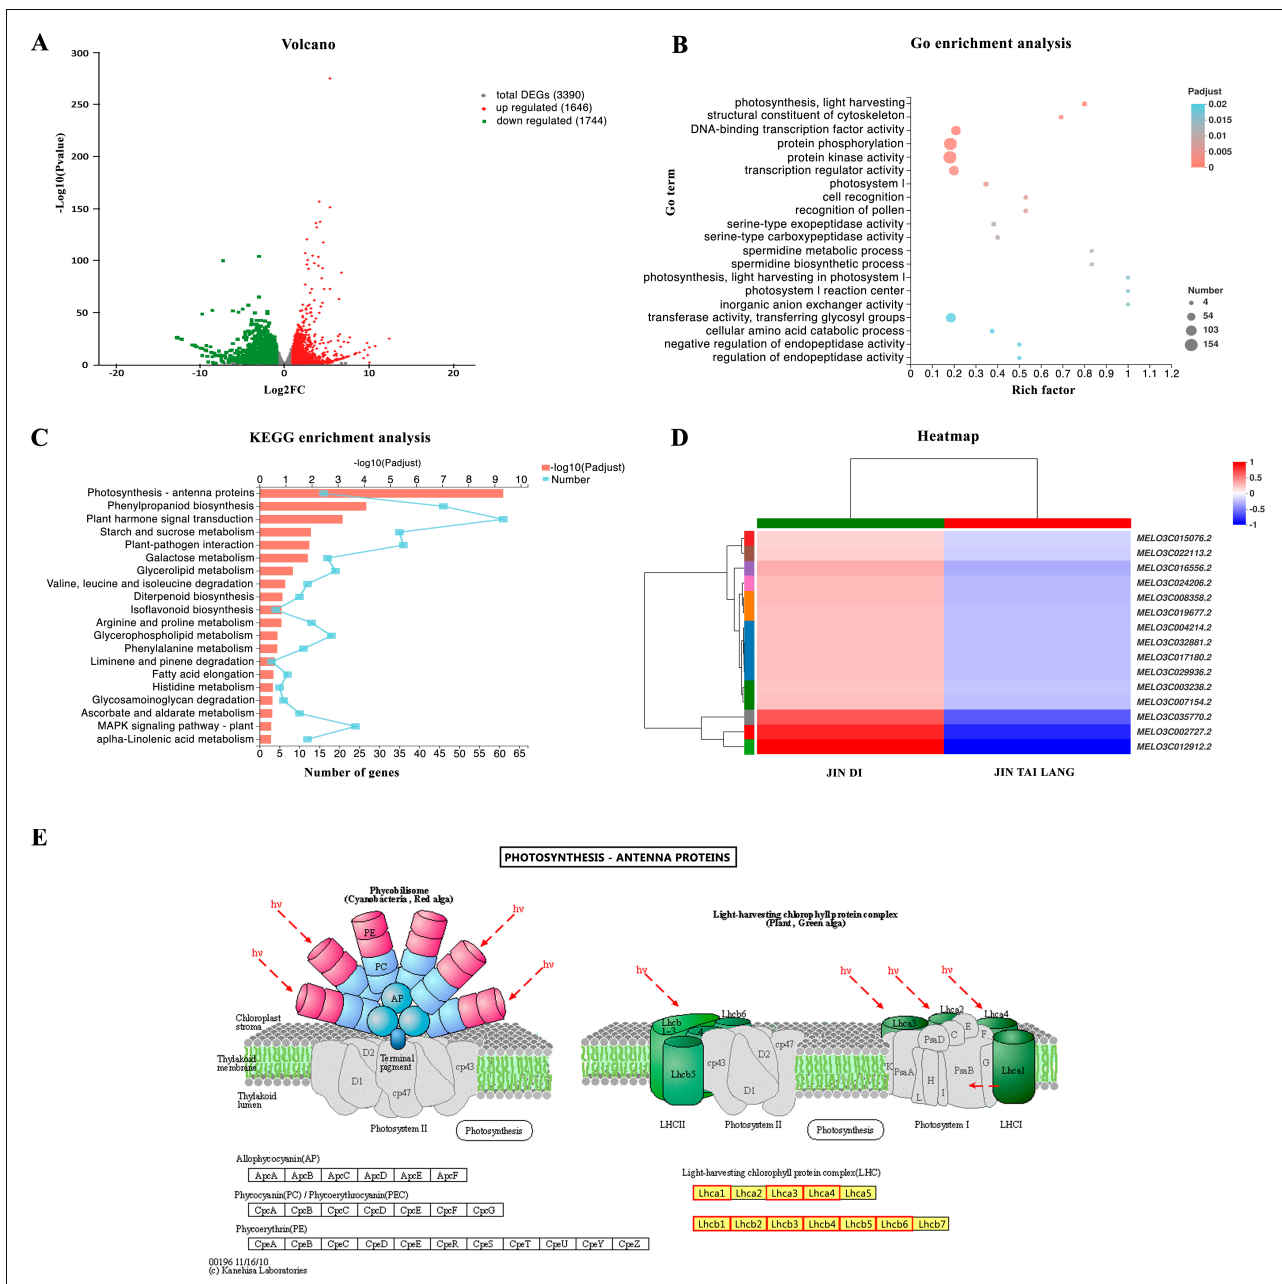 A
Volcano
300
250
200
150
100
50
0
-20
-10
0
10
20
-Log10(Pvalue)
Log2FC
total DEGs (3390)
up regulated (1646)
down regulated (1744)
B
Go enrichment analysis
Go term
photosynthesis, light harvesting
structural constituent of cytoskeleton
DNA-binding transcription factor activity
protein phosphorylation
protein kinase activity
transcription regulator activity
photosystem I
cell recognition
recognition of pollen
serine-type exopeptidase activity
serine-type carboxypeptidase activity
spermidine metabolic process
spermidine biosynthetic process
photosynthesis, light harvesting in photosystem I
photosystem I reaction center
inorganic anion exchanger activity
transferase activity, transferring glycosyl groups
cellular amino acid catabolic process
negative regulation of endopeptidase activity
regulation of endopeptidase activity
0 0.1 0.2 0.3 0.4 0.5 0.6 0.7 0.8 0.9 1 1.1 1.2
Rich factor
Padjust
0.02
0.015
0.01
0.005
0
Number
4
54
103
154
C
KEGG enrichment analysis
-log10(Padjust)
0 1 2 3 4 5 6 7 8 9 10
-log10(Padjust)
Number
Photosynthesis - antenna proteins
Phenylpropanoid biosynthesis
Plant harmone signal transduction
Starch and sucrose metabolism
Plant-pathogen interaction
Galactose metabolism
Glycerolipid metabolism
Valine, leucine and isoleucine degradation
Diterpenoid biosynthesis
Isoflavonoid biosynthesis
Arginine and proline metabolism
Glycerophospholipid metabolism
Phenylalanine metabolism
Liminene and pinene degradation
Fatty acid elongation
Histidine metabolism
Glycosamoinoglycan degradation
Ascorbate and aldarate metabolism
MAPK signaling pathway - plant
aplha-Linolenic acid metabolism
0 5 10 15 20 25 30 35 40 45 50 55 60 65
Number of genes
D
Heatmap
1
0.5
0
-0.5
-1
MELO3C015076.2
MELO3C022113.2
MELO3C016556.2
MELO3C024206.2
MELO3C008358.2
MELO3C019677.2
MELO3C004214.2
MELO3C032881.2
MELO3C017180.2
MELO3C029936.2
MELO3C003238.2
MELO3C007154.2
MELO3C035770.2
MELO3C002727.2
MELO3C012912.2
JIN DI
JIN TAI LANG
E
PHOTOSYNTHESIS - ANTENNA PROTEINS
Phycobilisome
(Cyanobacteria, Red alga)
hν
hν
hν
hν
PE
PC
AP
Chloroplast
stroma
Thylakoid
membrane
Thylakoid
lumen
D2
D1
Terminal
pigment
cp47
cp43
Photosystem II
Photosynthesis
Light-harvesting chlorophyll protein complex
(Plant, Green alga)
hν
hν
hν
hν
Lhcb
1-3
4
Lhcb6
Lhcb5
cp43
D2
D1
cp47
LHCII
Photosystem II
Photosynthesis
Lhca3
Lhca2
Lhca4
Lhca1
PsaD
C
E
F
K
PsaA
H
L
I
PsaB
G
Photosystem I
LHCI
Allophycocyanin(AP)
ApcA ApcB ApcC ApcD ApcE ApcF
Phycocyanin(PC) / Phycoerythrocyanin(PEC)
CpcA CpcB CpcC CpcD CpcE CpcF CpcG
Phycoerythrin(PE)
CpeA CpeB CpeC CpeD CpeE CpeR CpeS CpeT CpeU CpeY CpeZ
Light-harvesting chlorophyll protein complex(LHC)
Lhca1 Lhca2 Lhca3 Lhca4 Lhca5
Lhcb1 Lhcb2 Lhcb3 Lhcb4 Lhcb5 Lhcb6 Lhcb7
00196 11/16/10
(c) Kanehisa Laboratories